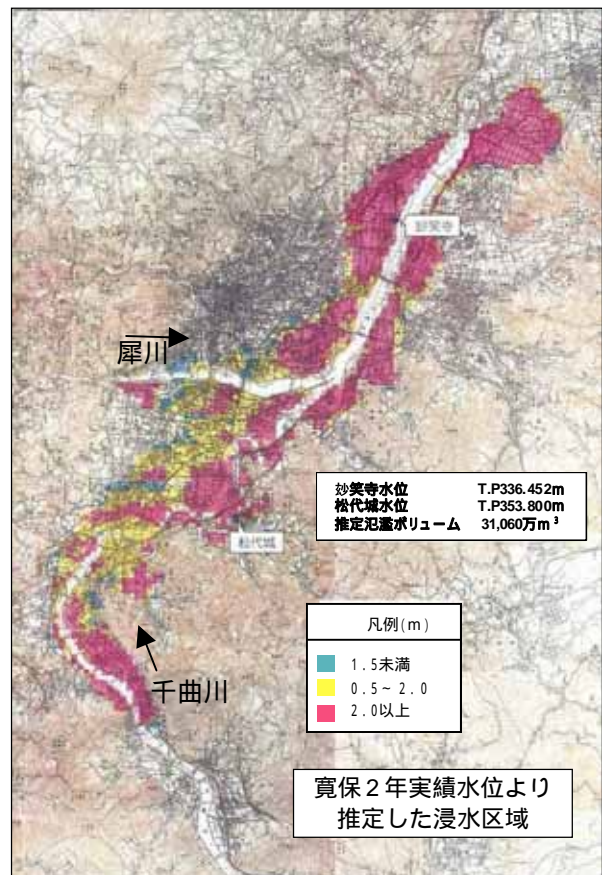 妙笑寺
犀川
妙笑寺水位 T.P336.452m
松代城水位 T.P353.800m
推定氾濫ボリューム 31,060万m³
松代城
凡例(m)
1.5未満
0.5~2.0
2.0以上
千曲川
寛保2年実績水位より
推定した浸水区域